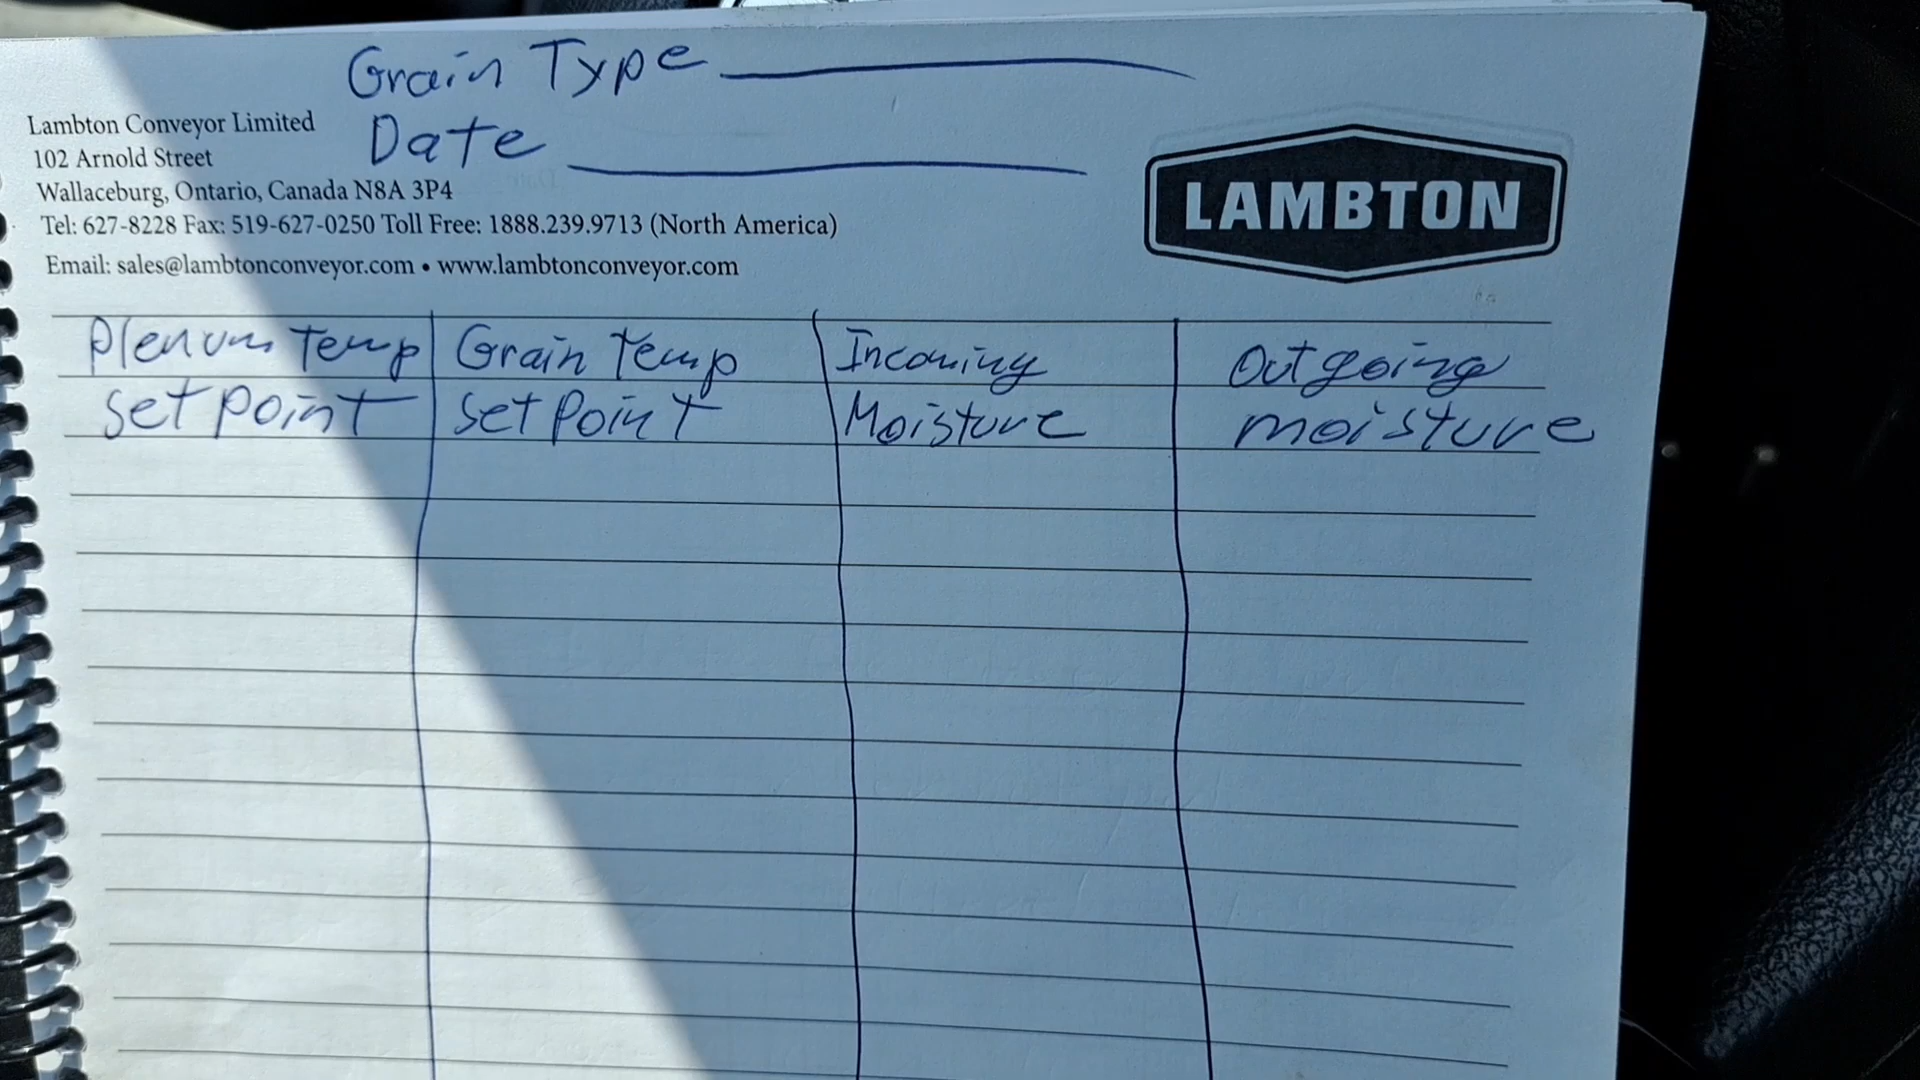 Grain Type
Lambton Conveyor Limited
Date
102 Arnold Street
Wallaceburg, Ontario, Canada N8A 3P4
LAMBTON
Tel: 627-8228 Fax: 519-627-0250 Toll Free: 1888.239.9713 (North America)
Email: sales@lambtonconveyor.com • www.lambtonconveyor.com
Plenum Temp Grain Temp Incoming Outgoing
set point set Point Moisture moisture